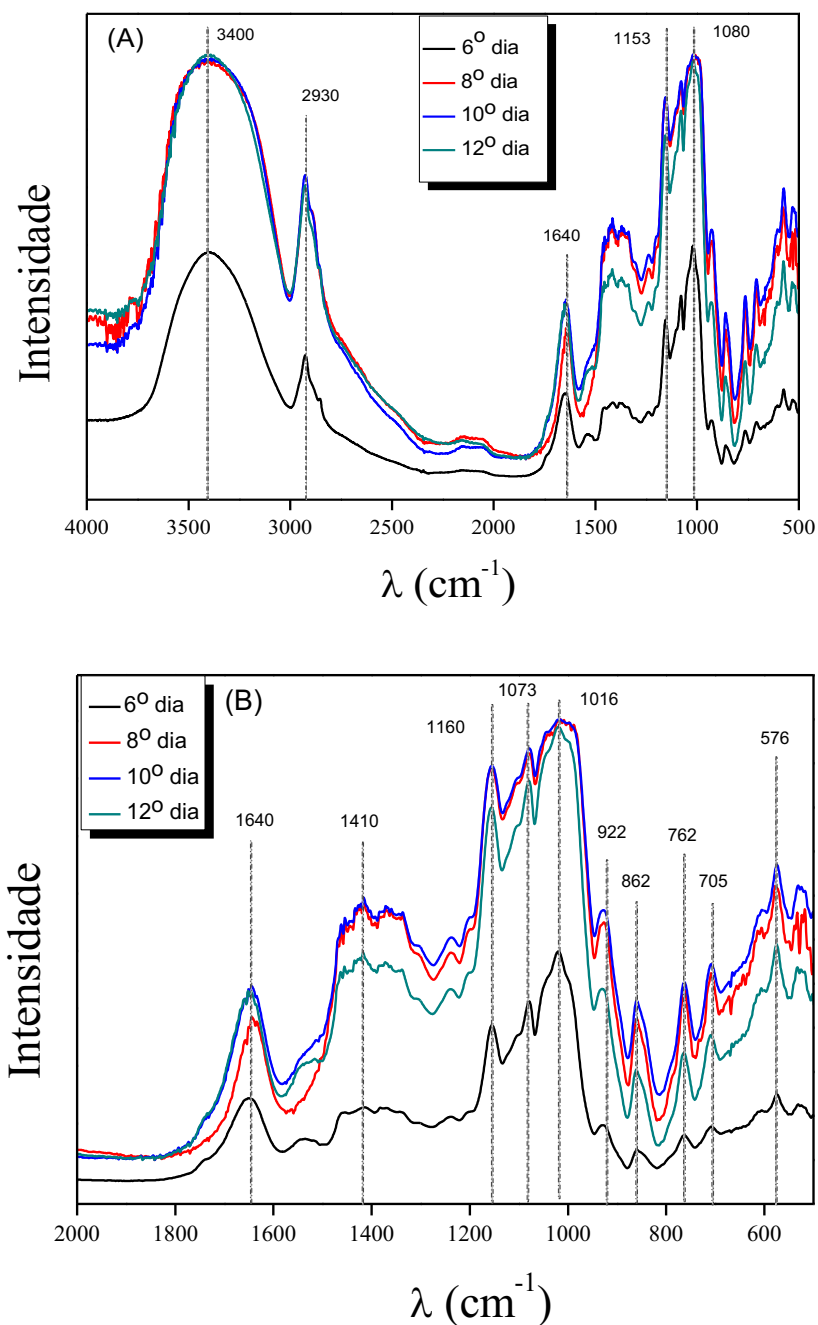 (A)
3400
2930
1640
1153
1080
6º dia
8º dia
10º dia
12º dia
Intensidade
4000 3500 3000 2500 2000 1500 1000 500
λ (cm⁻¹)
(B)
6º dia
8º dia
10º dia
12º dia
1640
1410
1160
1073
1016
922
862
762
705
576
Intensidade
2000 1800 1600 1400 1200 1000 800 600
λ (cm⁻¹)